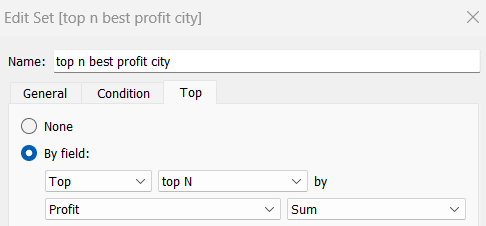 Edit Set [top n best profit city]
Name: top n best profit city
General Condition Top
None
By field:
Top top N by
Profit Sum